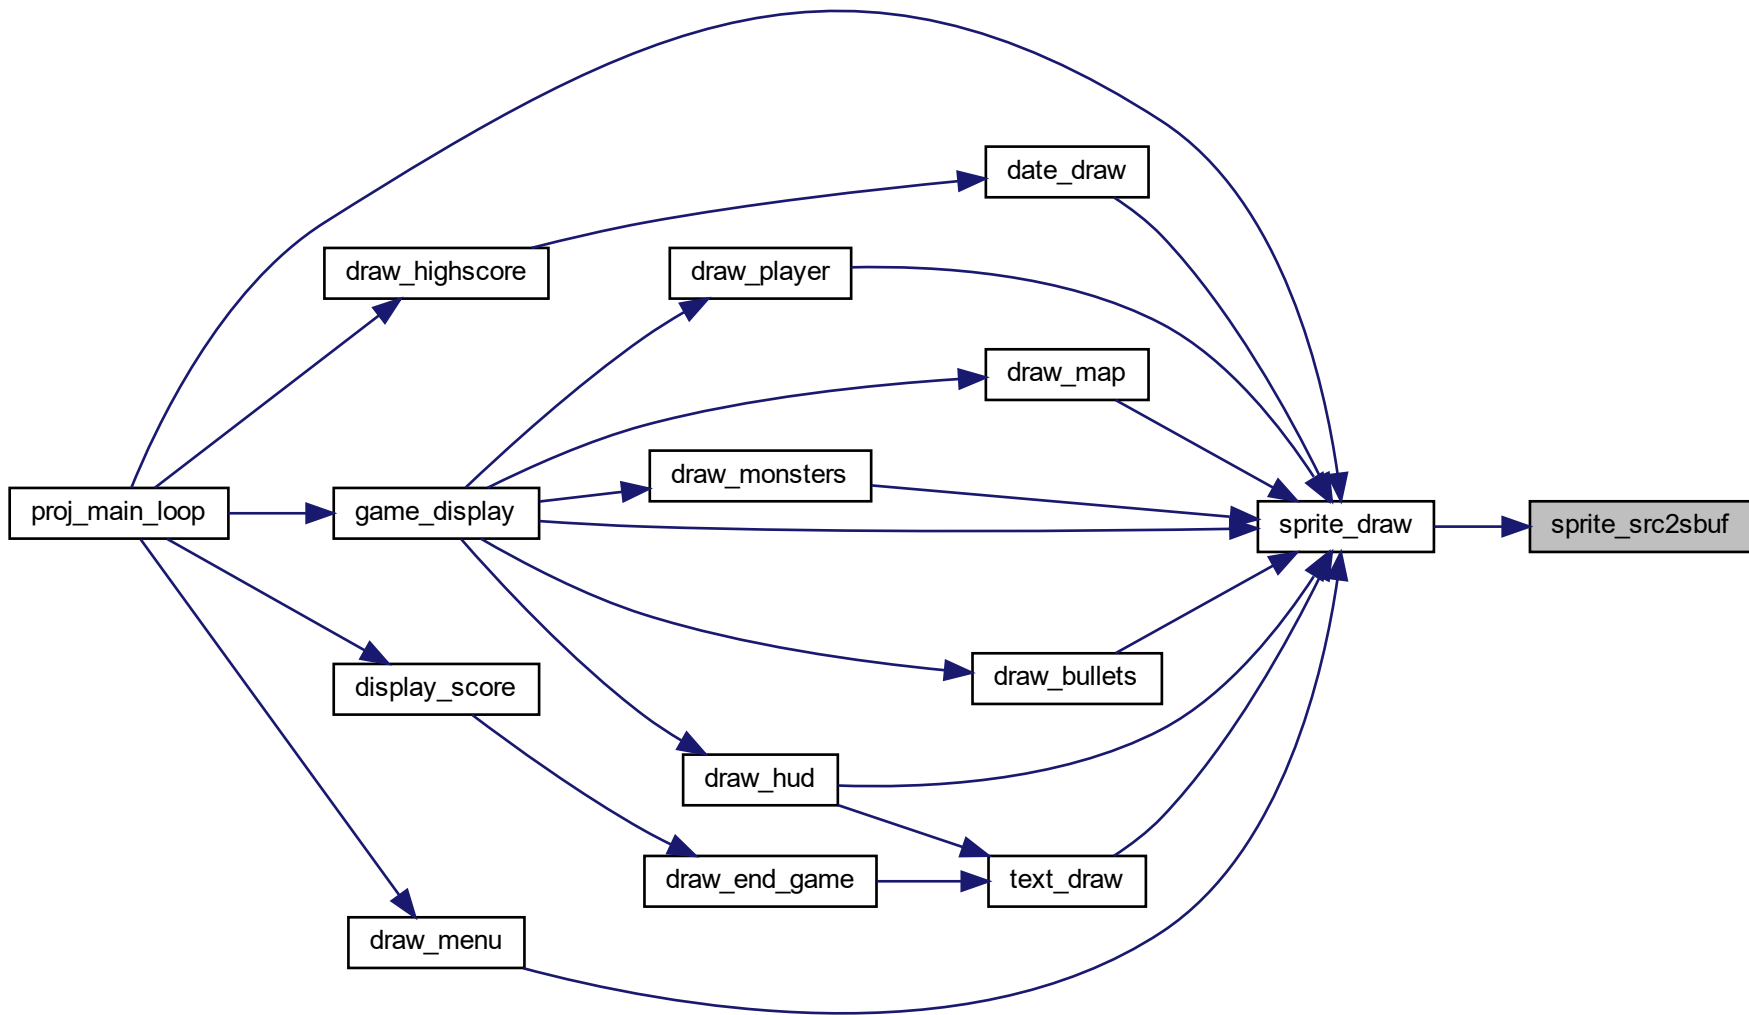 date_draw
draw_highscore
draw_player
draw_map
draw_monsters
proj_main_loop
game_display
sprite_draw
sprite_src2sbuf
draw_bullets
display_score
draw_hud
draw_end_game
text_draw
draw_menu